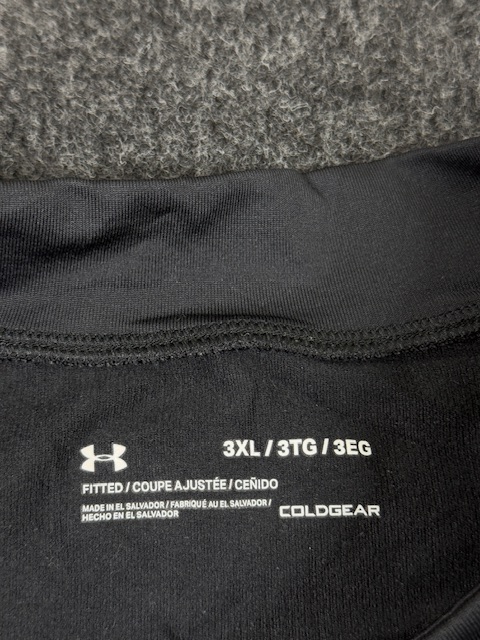 3XL / 3TG / 3EG
FITTED / COUPE AJUSTÉE / CEÑIDO
MADE IN EL SALVADOR / FABRIQUÉ AU EL SALVADOR /
HECHO EN EL SALVADOR
COLDGEAR